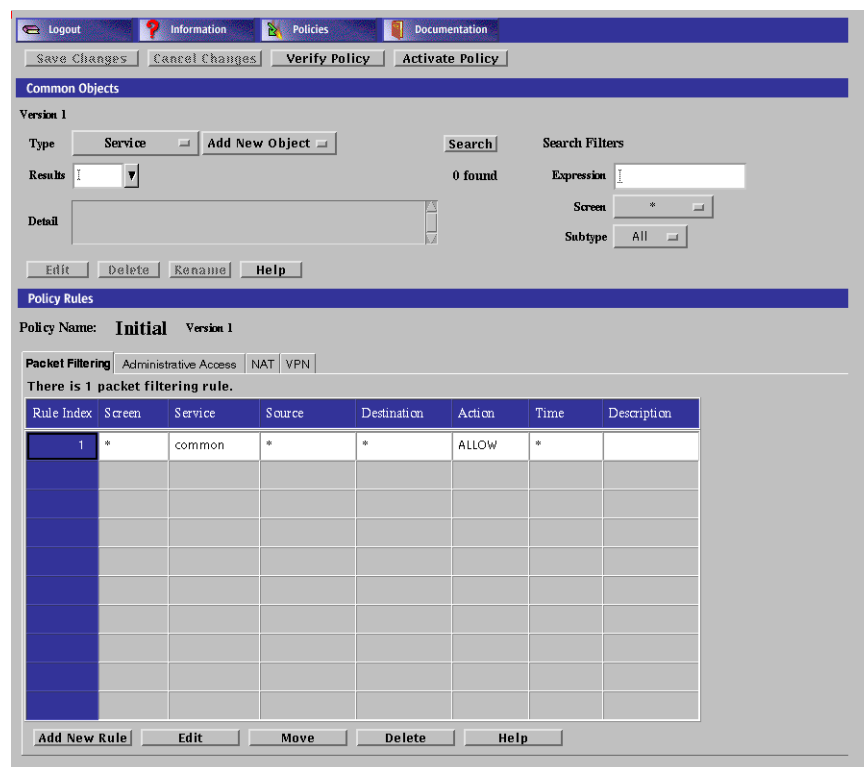 Logout Information Policies Documentation
Save Changes Cancel Changes Verify Policy Activate Policy
Common Objects
Version 1
Type Service Add New Object Search Search Filters
Results 0 found Expression
Screen *
Detail
Subtype All
Edit Delete Rename Help
Policy Rules
Policy Name: Initial Version 1
Packet Filtering Administrative Access NAT VPN
There is 1 packet filtering rule.
Rule Index Screen Service Source Destination Action Time Description
1 * common * * ALLOW *
Add New Rule Edit Move Delete Help